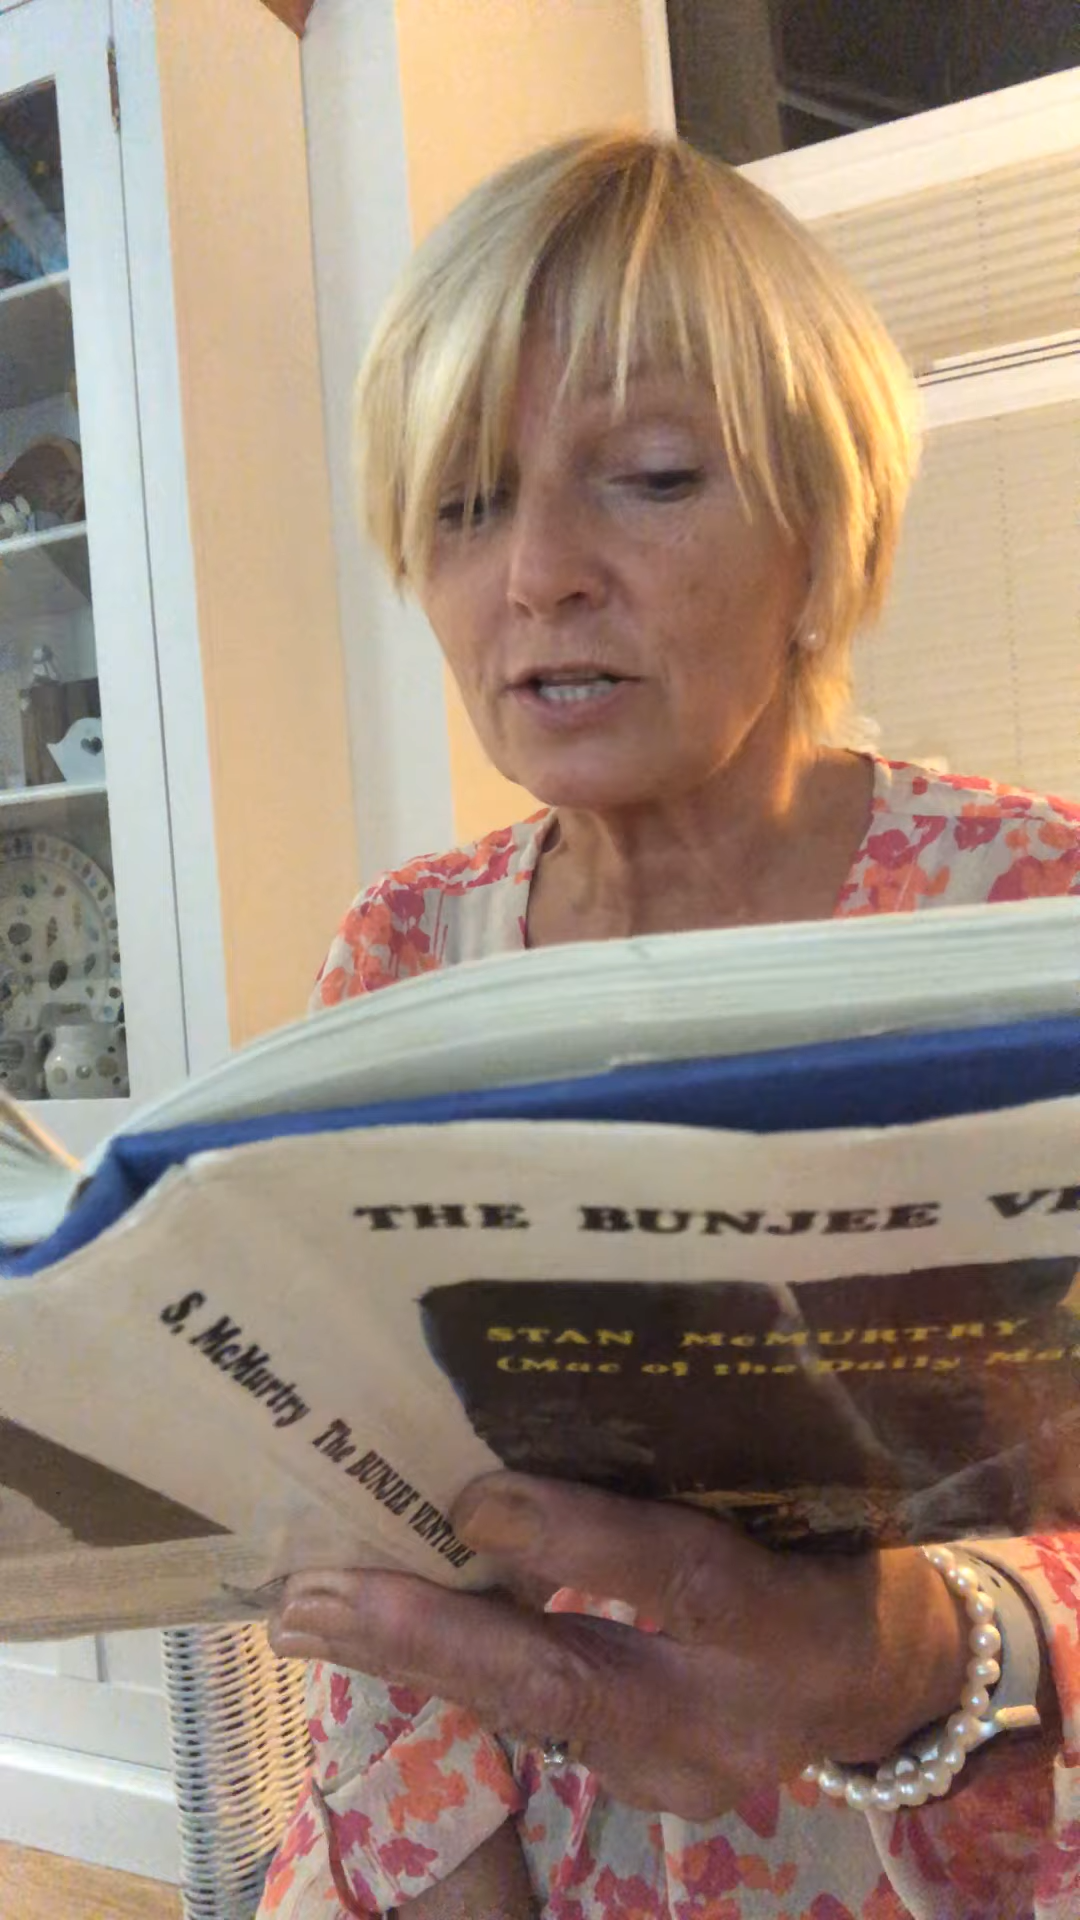 THE BUNJEE
STAN McMURTRY
(Mac of the Daily
S. McMurtry The BUNJEE VENTURE